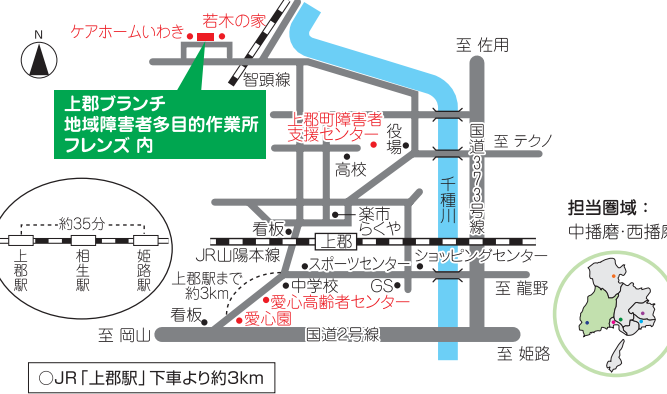 若木の家
ケアホームいわき
N
智頭線
至 佐用
上郡ブランチ
地域障害者多目的作業所
フレンズ 内
上郡町障害者
支援センター
役場
高校
国道373号線
至 テクノ
千種川
担当圏域：
中播磨･西播磨
約35分
上郡駅
相生駅
姫路駅
楽市
らくや
看板
JR山陽本線
上郡
スポーツセンター
ショッピングセンター
上郡駅まで
約3km
中学校
GS
愛心高齢者センター
愛心園
看板
至 龍野
至 岡山
国道2号線
至 姫路
○JR「上郡駅」下車より約3km